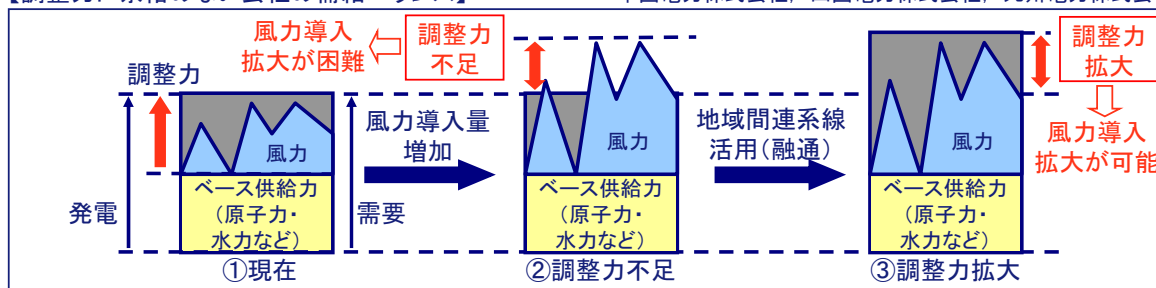 風力導入
拡大が困難
調整力
不足
調整力
拡大
風力導入
拡大が可能
調整力
風力
風力導入量
増加
風力
地域間連系線
活用(融通)
風力
発電
ベース供給力
(原子力・
水力など)
需要
ベース供給力
(原子力・
水力など)
ベース供給力
(原子力・
水力など)
①現在
②調整力不足
③調整力拡大